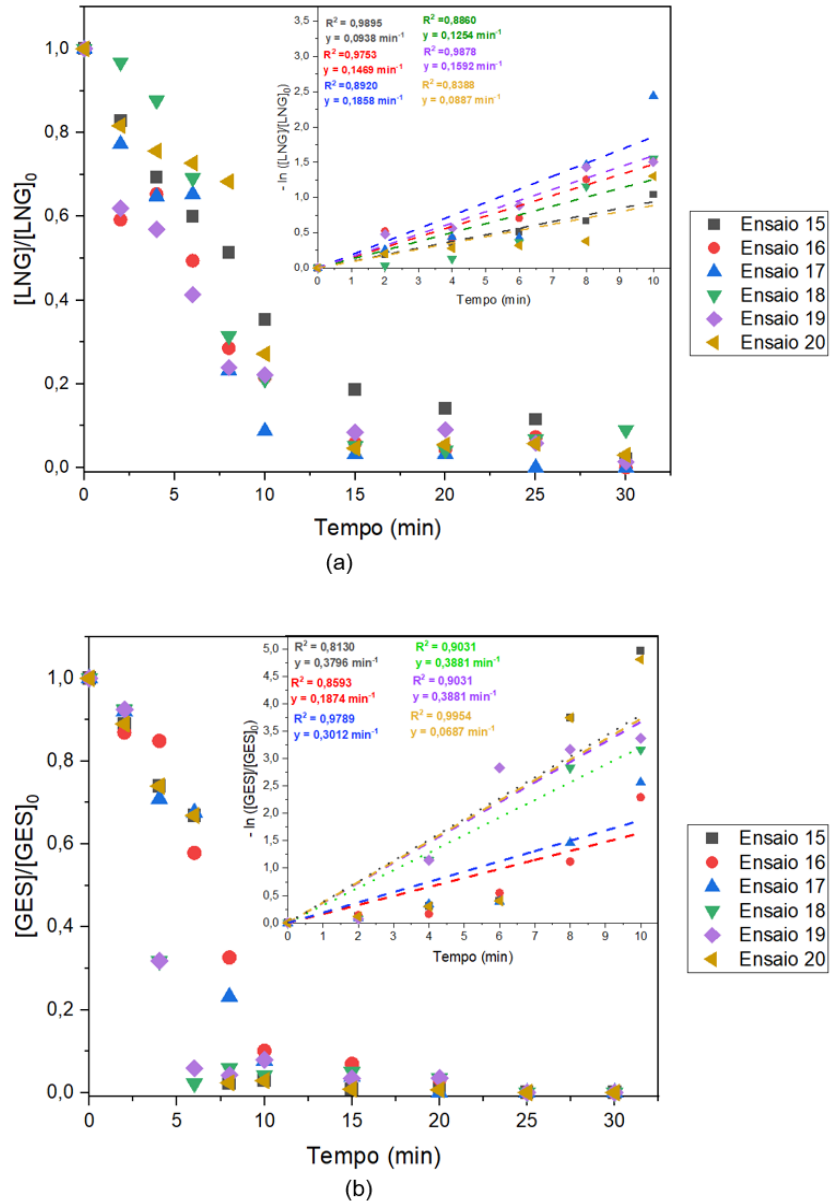 R² = 0,9895
y = 0,0938 min⁻¹
R² = 0,9753
y = 0,1469 min⁻¹
R² = 0,8920
y = 0,1858 min⁻¹
R² = 0,8860
y = 0,1254 min⁻¹
R² = 0,9878
y = 0,1592 min⁻¹
R² = 0,8388
y = 0,0887 min⁻¹
3,5
3,0
2,5
2,0
1,5
1,0
0,5
0,0
- ln ([LNG]/[LNG]₀)
0 2 4 6 8 10
Tempo (min)
1,0
0,8
0,6
0,4
0,2
0,0
[LNG]/[LNG]₀
0 5 10 15 20 25 30
Tempo (min)
(a)
Ensaio 15
Ensaio 16
Ensaio 17
Ensaio 18
Ensaio 19
Ensaio 20
R² = 0,8130
y = 0,3796 min⁻¹
R² = 0,8593
y = 0,1874 min⁻¹
R² = 0,9789
y = 0,3012 min⁻¹
R² = 0,9031
y = 0,3881 min⁻¹
R² = 0,9031
y = 0,3881 min⁻¹
R² = 0,9954
y = 0,0687 min⁻¹
5,0
4,5
4,0
3,5
3,0
2,5
2,0
1,5
1,0
0,5
0,0
- ln ([GES]/[GES]₀)
0 2 4 6 8 10
Tempo (min)
1,0
0,8
0,6
0,4
0,2
0,0
[GES]/[GES]₀
0 5 10 15 20 25 30
Tempo (min)
(b)
Ensaio 15
Ensaio 16
Ensaio 17
Ensaio 18
Ensaio 19
Ensaio 20